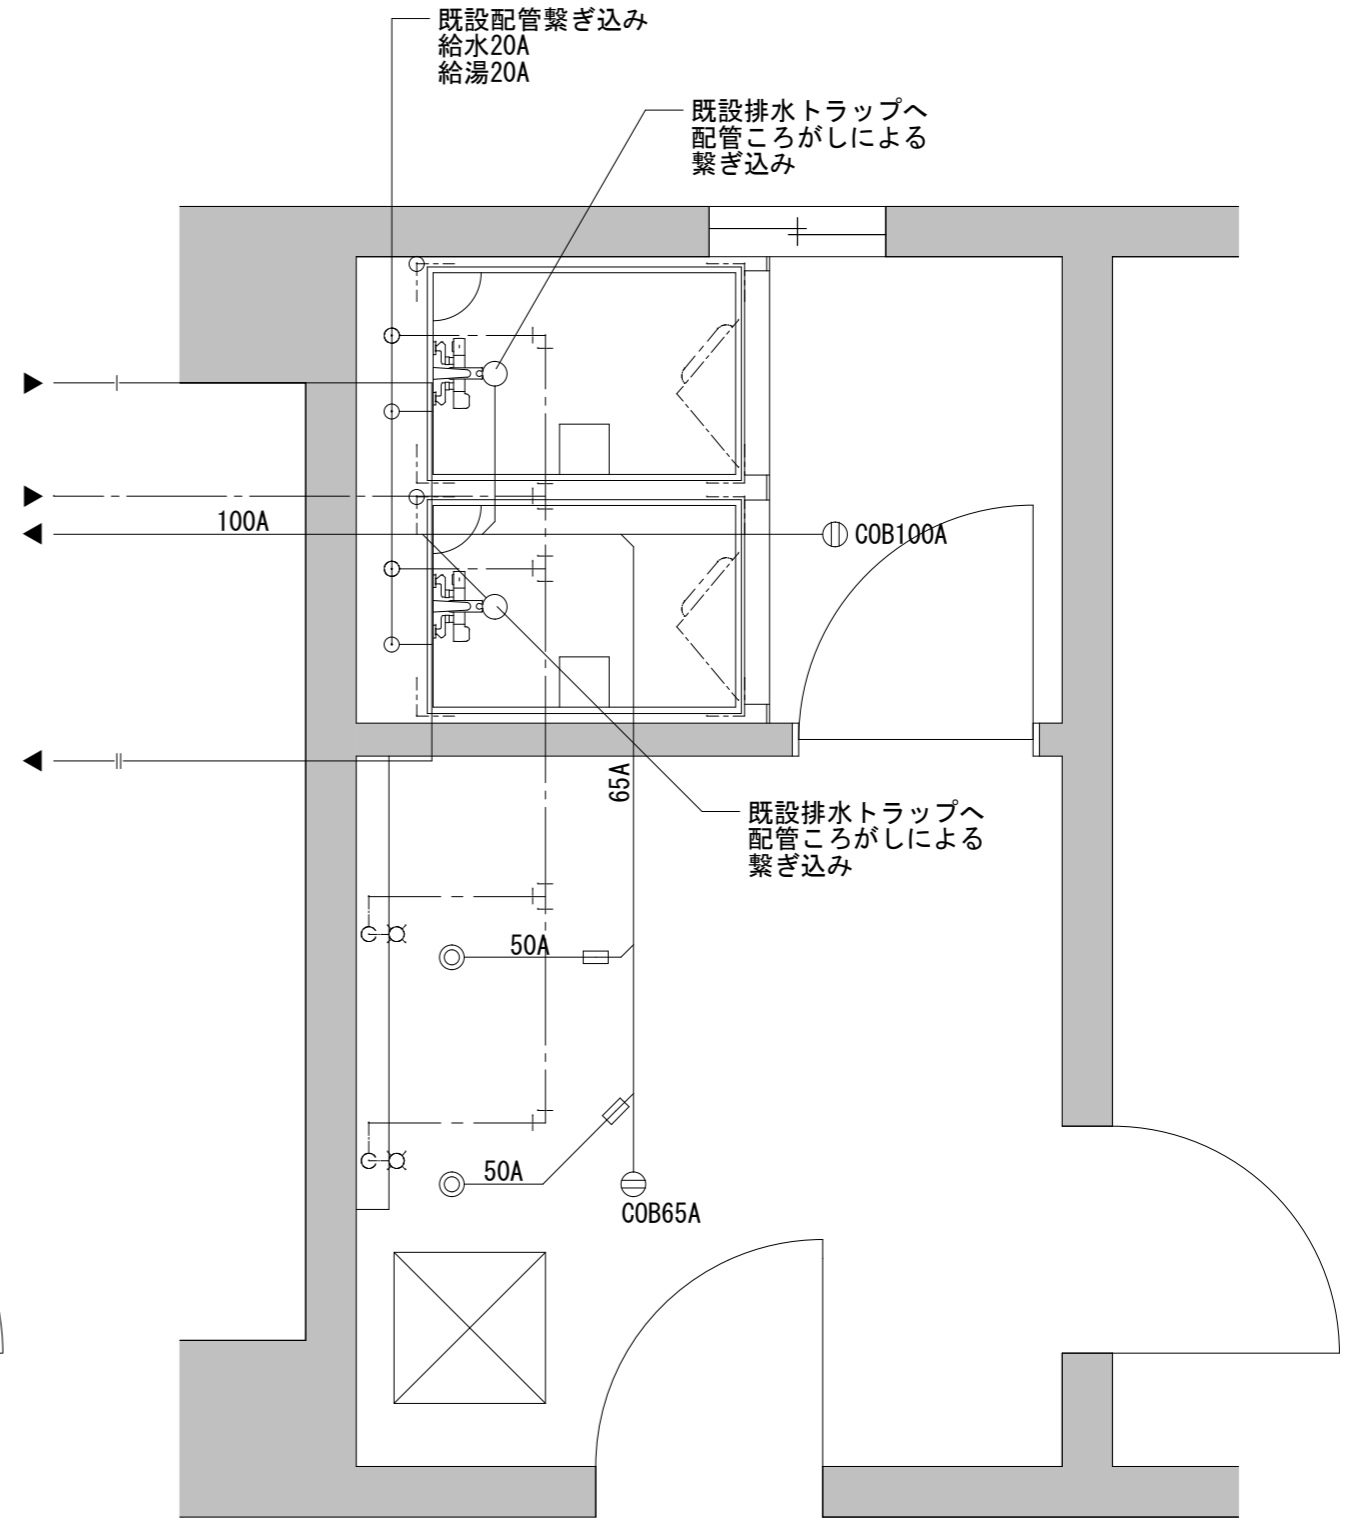 既設配管繋ぎ込み
給水20A
給湯20A
既設排水トラップへ
配管ころがしによる
繋ぎ込み
100A
COB100A
65A
既設排水トラップへ
配管ころがしによる
繋ぎ込み
50A
50A
COB65A